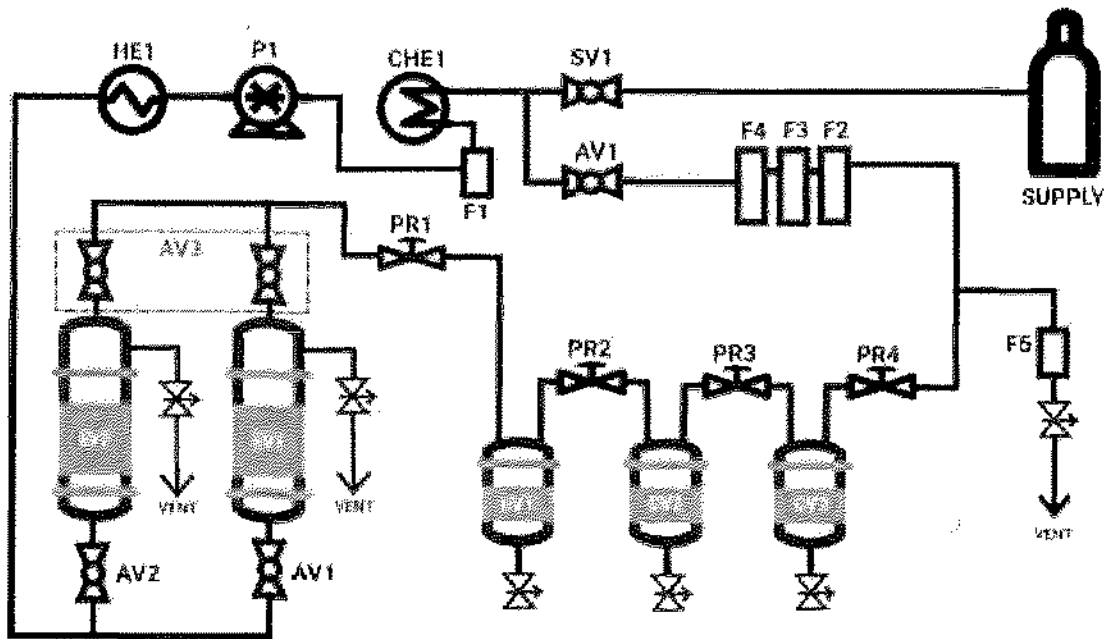 HE1
P1
CHE1
SV1
F4
F3
F2
AV1
SUPPLY
F1
PR1
AV3
PR2
PR3
PR4
F5
VENT
VENT
VENT
AV2
AV1